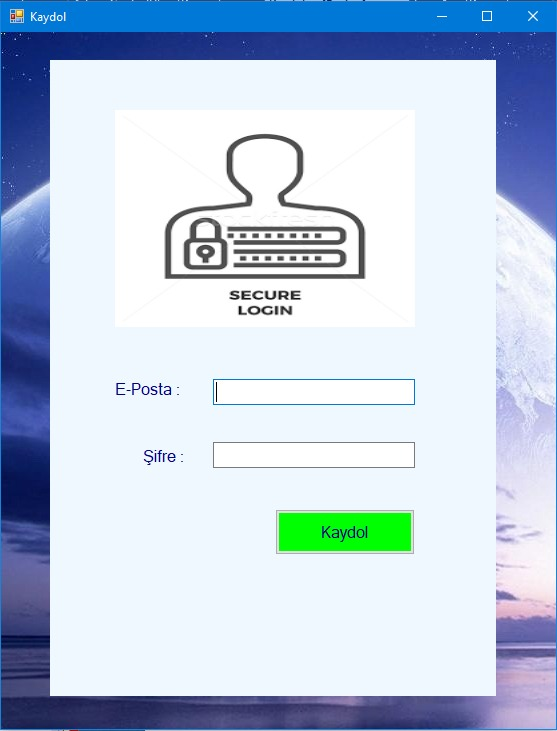 Kaydol
SECURE
LOGIN
E-Posta :
Şifre :
Kaydol